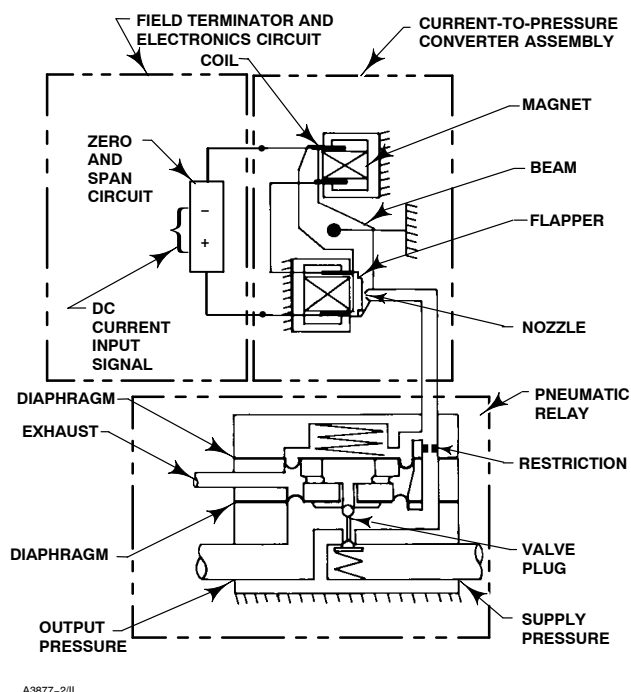 FIELD TERMINATOR AND
ELECTRONICS CIRCUIT
COIL
CURRENT-TO-PRESSURE
CONVERTER ASSEMBLY
MAGNET
ZERO
AND
SPAN
CIRCUIT
BEAM
FLAPPER
−
+
DC
CURRENT
INPUT
SIGNAL
NOZZLE
DIAPHRAGM
PNEUMATIC
RELAY
EXHAUST
RESTRICTION
DIAPHRAGM
VALVE
PLUG
OUTPUT
PRESSURE
SUPPLY
PRESSURE
A3877-2/IL